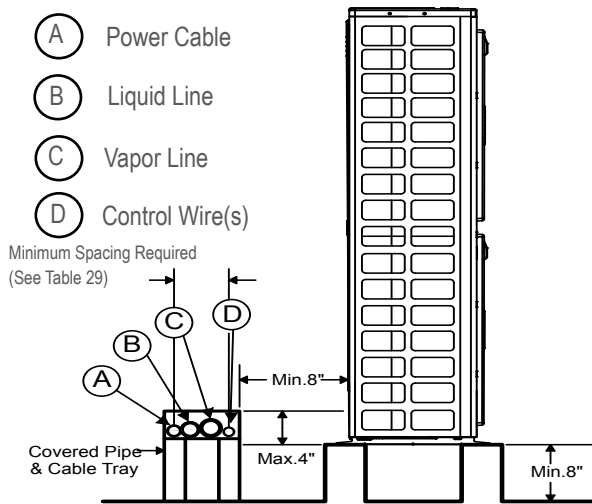 A Power Cable
B Liquid Line
C Vapor Line
D Control Wire(s)
Minimum Spacing Required
(See Table 29)
D
C
B
A
Min.8"
Covered Pipe
& Cable Tray
Max.4"
Min.8"